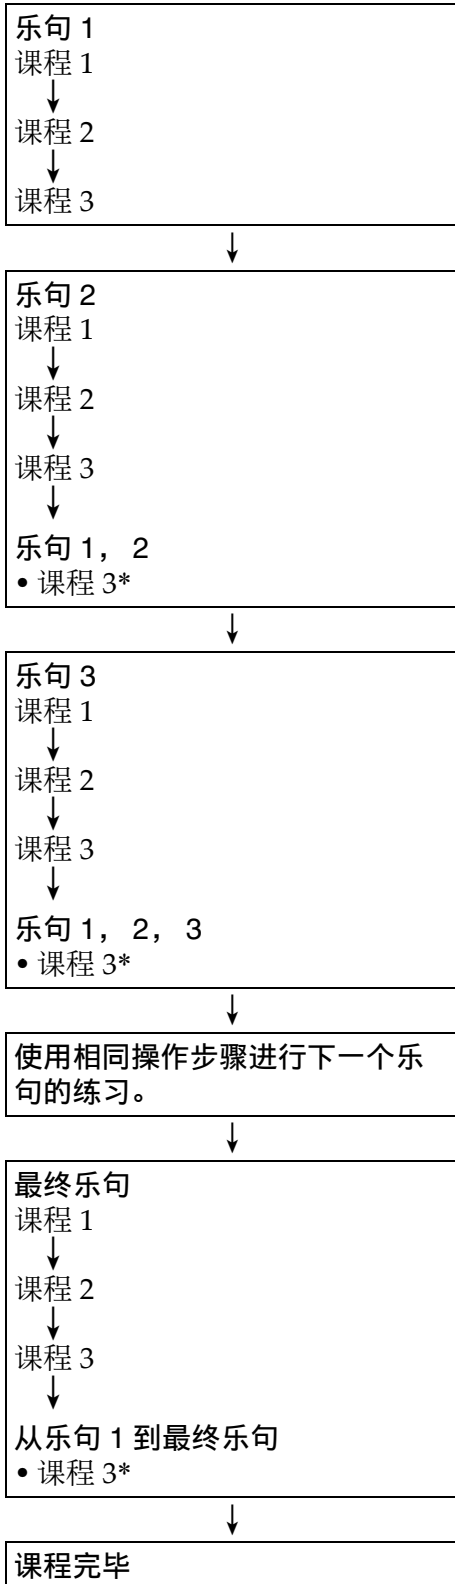 乐句 1
课程 1
课程 2
课程 3
乐句 2
课程 1
课程 2
课程 3
乐句 1， 2
• 课程 3*
乐句 3
课程 1
课程 2
课程 3
乐句 1， 2， 3
• 课程 3*
使用相同操作步骤进行下一个乐
句的练习。
最终乐句
课程 1
课程 2
课程 3
从乐句 1 到最终乐句
• 课程 3*
课程完毕